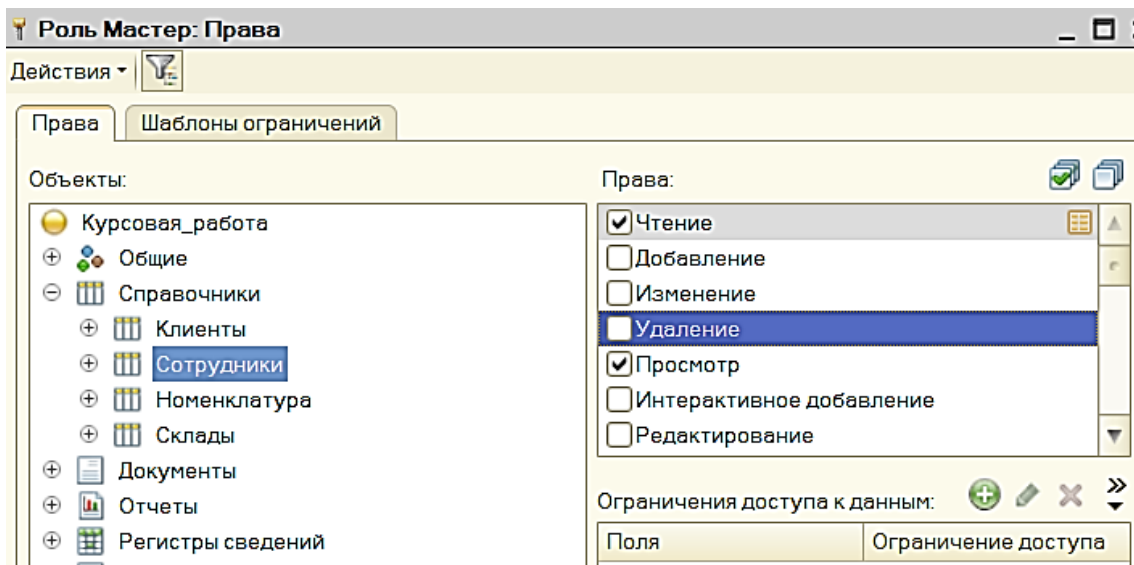 Роль Мастер: Права
Действия
Права Шаблоны ограничений
Объекты:
Курсовая_работа
Общие
Справочники
Клиенты
Сотрудники
Номенклатура
Склады
Документы
Отчеты
Регистры сведений
Права:
Чтение
Добавление
Изменение
Удаление
Просмотр
Интерактивное добавление
Редактирование
Ограничения доступа к данным:
Поля Ограничение доступа